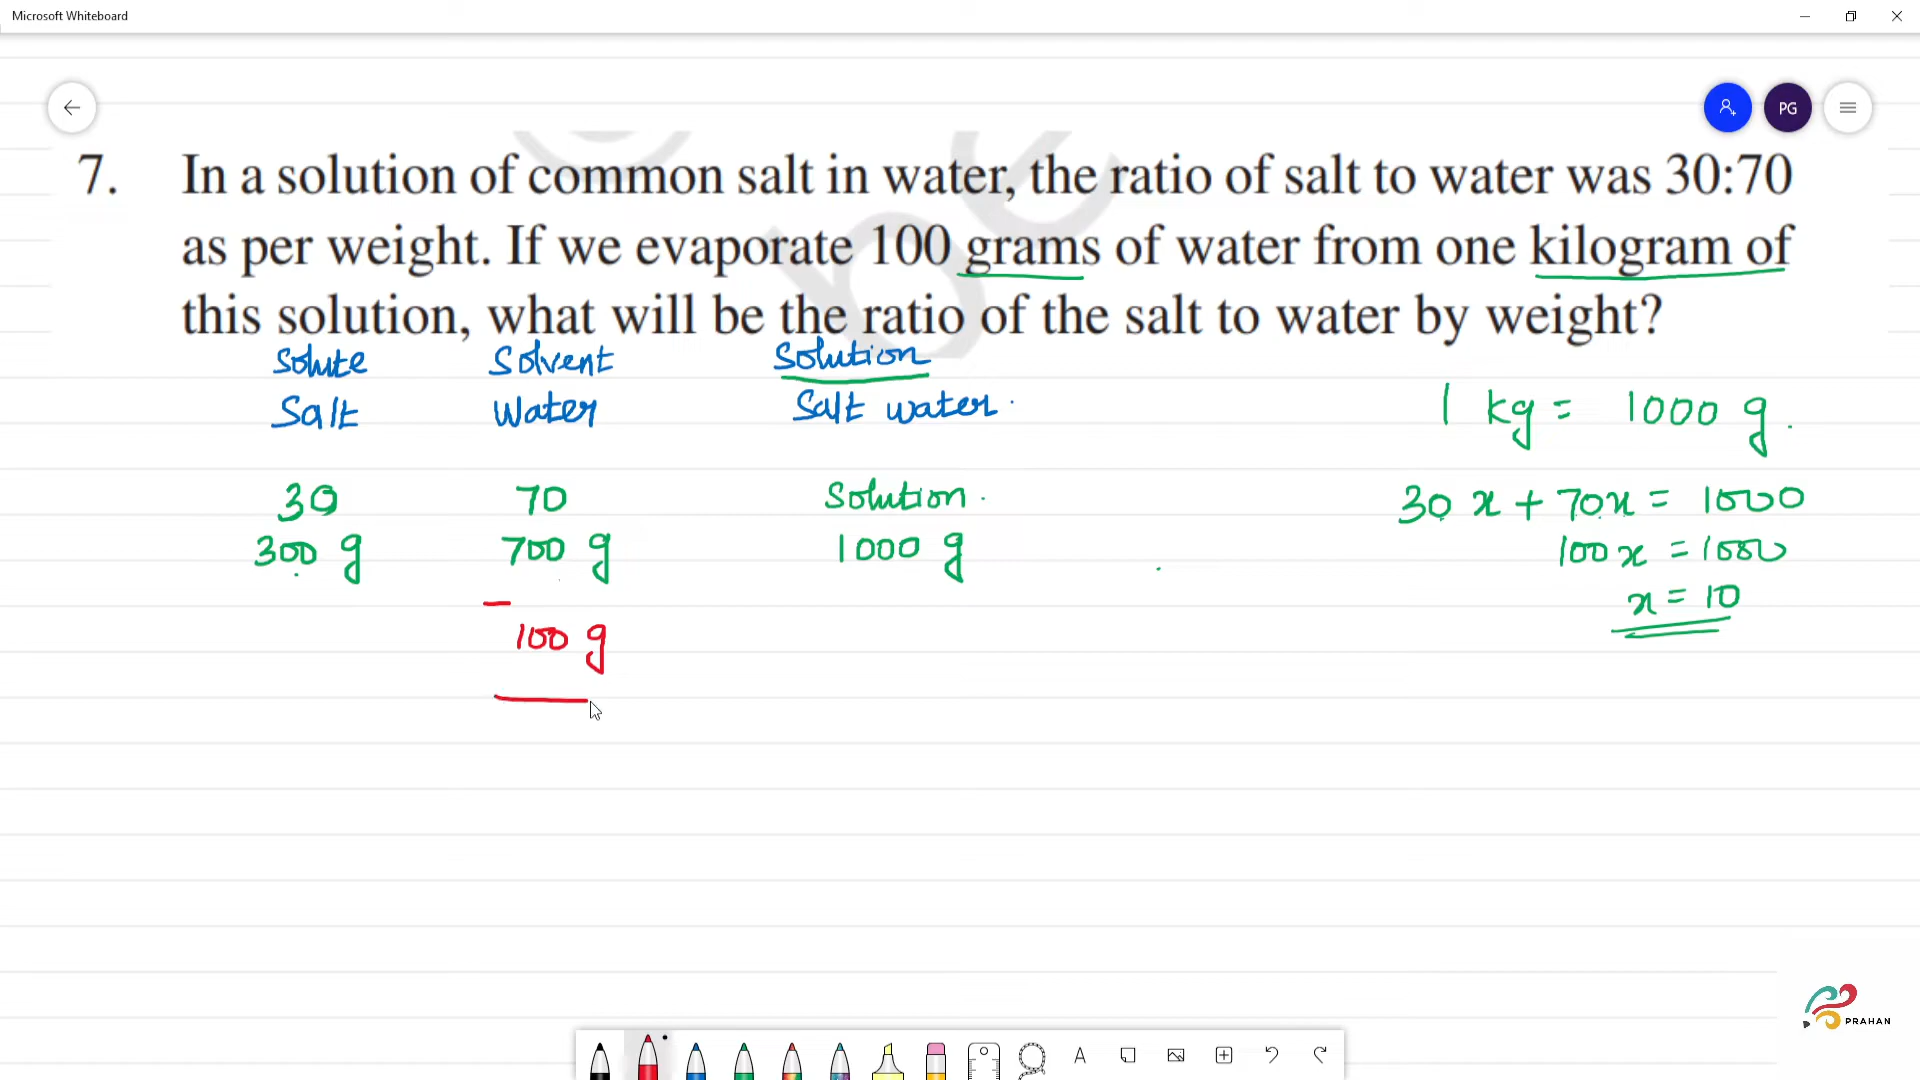 Microsoft Whiteboard
PG
7. In a solution of common salt in water, the ratio of salt to water was 30:70
as per weight. If we evaporate 100 grams of water from one kilogram of
this solution, what will be the ratio of the salt to water by weight?
Solute Solvent Solution
Salt Water Salt water.
1 kg = 1000 g.
30 70 Solution.
30x + 70x = 1000
300 g 700 g 1000 g
100x = 1000
x = 10
- 100 g
PRAHAN
A